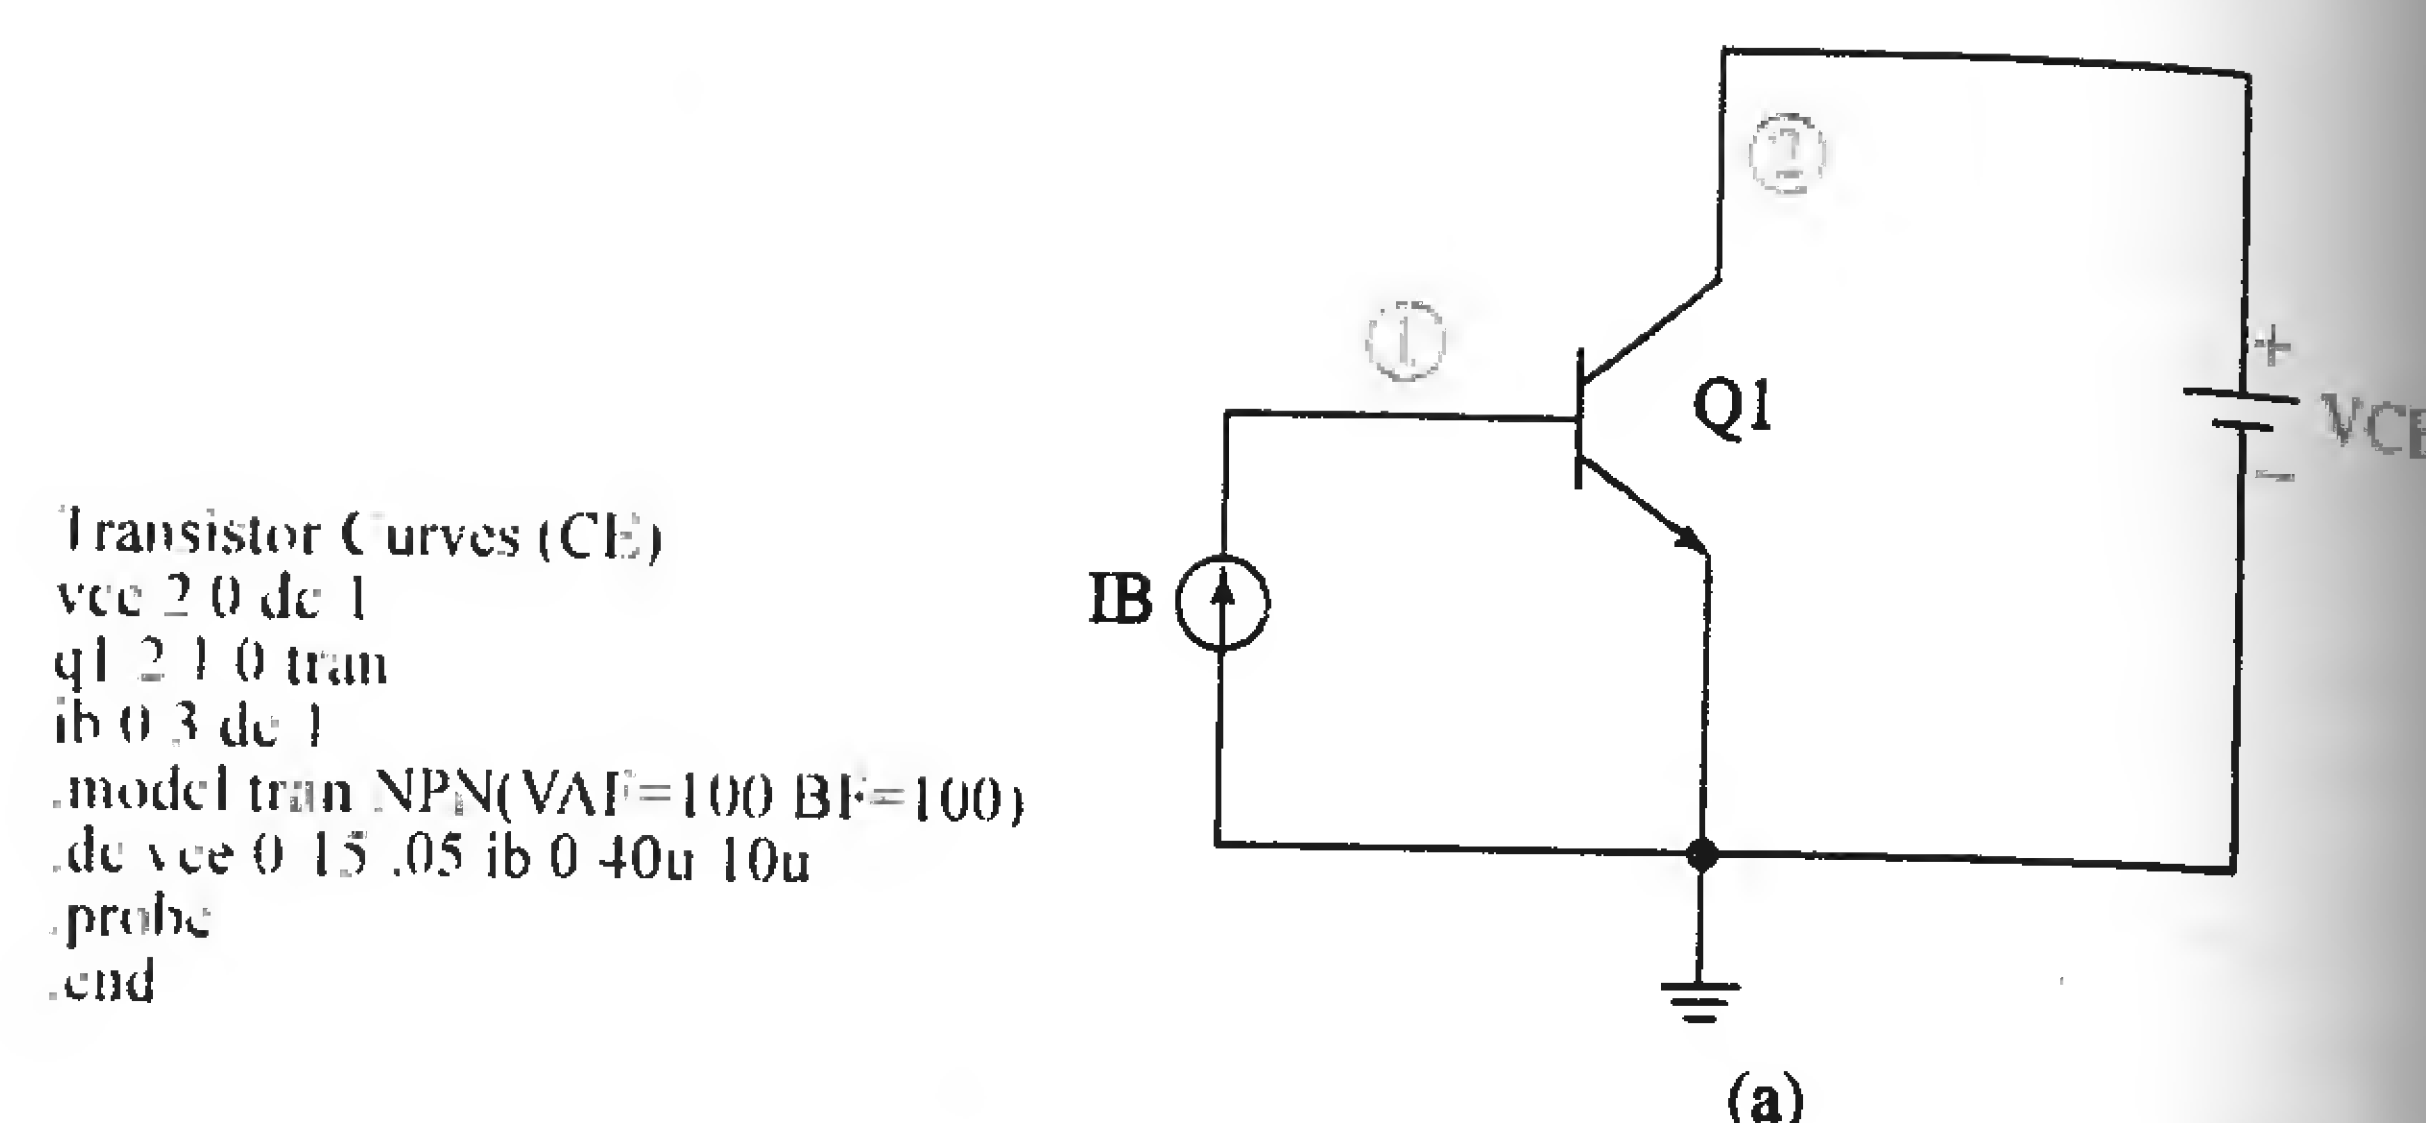 ②
①
Q1
+
VCE
−
IB
Transistor Curves (CE)
vce 2 0 dc 1
q1 2 1 0 tran
ib 0 3 dc 1
.model tran NPN(VAF=100 BF=100)
.dc vce 0 15 .05 ib 0 40u 10u
.probe
.end
(a)